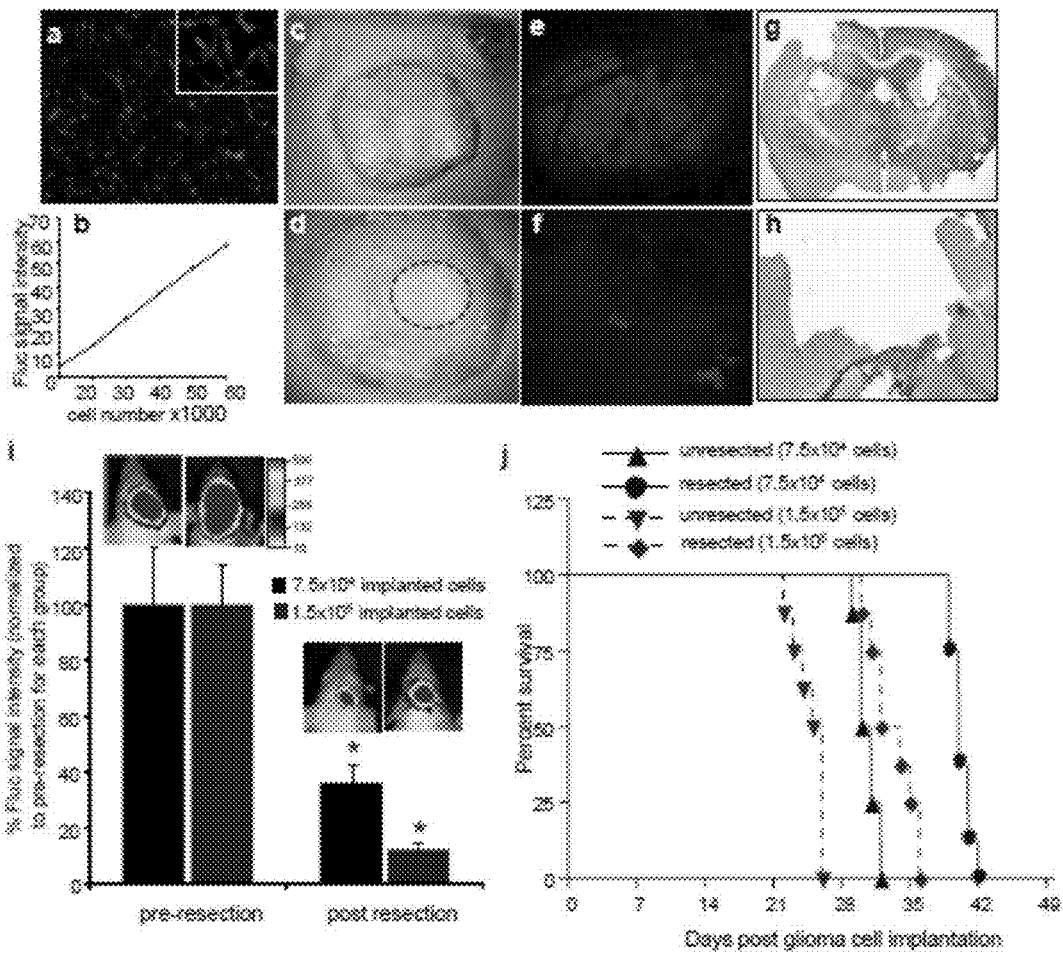 a
c
e
g
b
d
f
h
Fluc signal intensity
70
60
50
40
30
20
10
0
20 30 40 50 60
cell number x1000
i
140
120
100
80
60
40
20
0
% Fluc signal intensity (normalized
to pre-resection for each group)
7.5x10⁴ implanted cells
1.5x10⁵ implanted cells
*
*
pre-resection
post resection
j
unresected (7.5x10⁴ cells)
resected (7.5x10⁴ cells)
unresected (1.5x10⁵ cells)
resected (1.5x10⁵ cells)
Percent survival
125
100
75
50
25
0
0 7 14 21 28 35 42 49
Days post glioma cell implantation